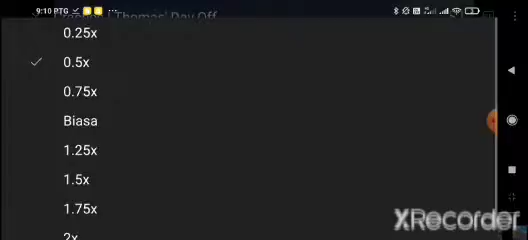 9:10 PTG
Thomas' Day Off
0.25x
0.5x
0.75x
Biasa
1.25x
1.5x
1.75x
2x
XRecorder